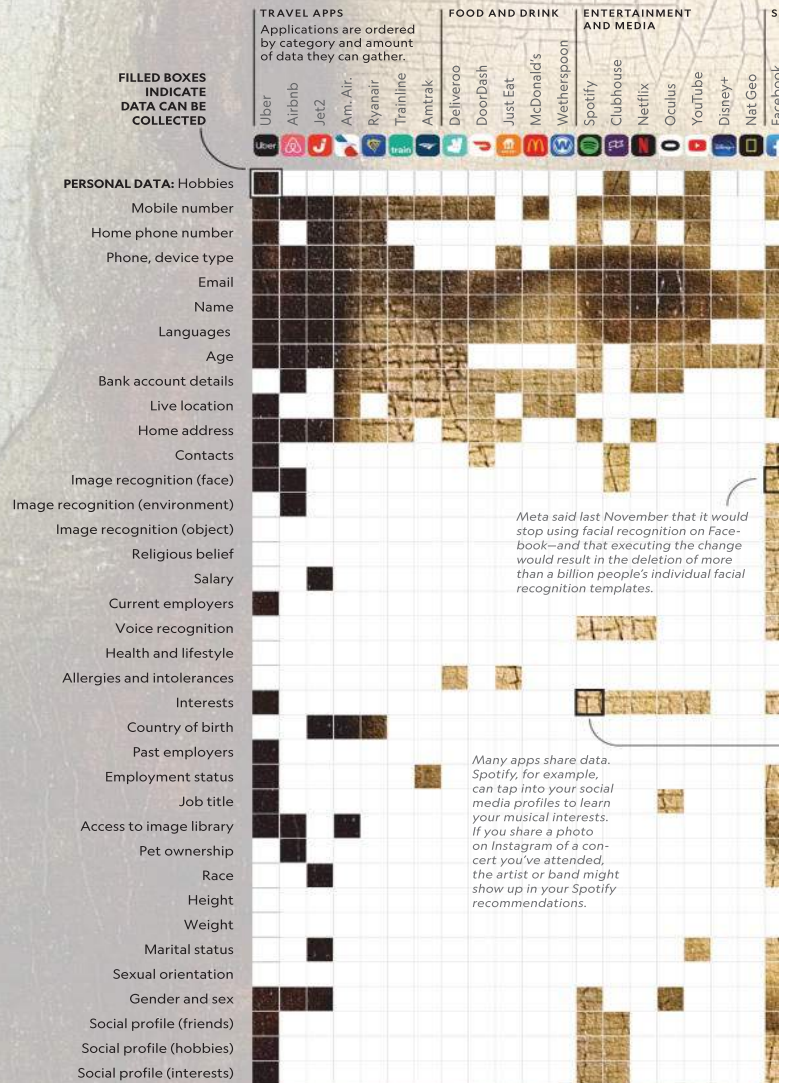 TRAVEL APPS
Applications are ordered
by category and amount
of data they can gather.
FOOD AND DRINK
ENTERTAINMENT
AND MEDIA
S
FILLED BOXES
INDICATE
DATA CAN BE
COLLECTED
Uber
Airbnb
Jet2
Am. Air.
Ryanair
Trainline
Amtrak
Deliveroo
DoorDash
Just Eat
McDonald's
Wetherspoon
Spotify
Clubhouse
Netflix
Oculus
YouTube
Disney+
Nat Geo
Facebook
Uber
train
PERSONAL DATA: Hobbies
Mobile number
Home phone number
Phone, device type
Email
Name
Languages
Age
Bank account details
Live location
Home address
Contacts
Image recognition (face)
Image recognition (environment)
Image recognition (object)
Religious belief
Salary
Current employers
Voice recognition
Health and lifestyle
Allergies and intolerances
Interests
Country of birth
Past employers
Employment status
Job title
Access to image library
Pet ownership
Race
Height
Weight
Marital status
Sexual orientation
Gender and sex
Social profile (friends)
Social profile (hobbies)
Social profile (interests)
Meta said last November that it would
stop using facial recognition on Face-
book—and that executing the change
would result in the deletion of more
than a billion people's individual facial
recognition templates.
Many apps share data.
Spotify, for example,
can tap into your social
media profiles to learn
your musical interests.
If you share a photo
on Instagram of a con-
cert you've attended,
the artist or band might
show up in your Spotify
recommendations.